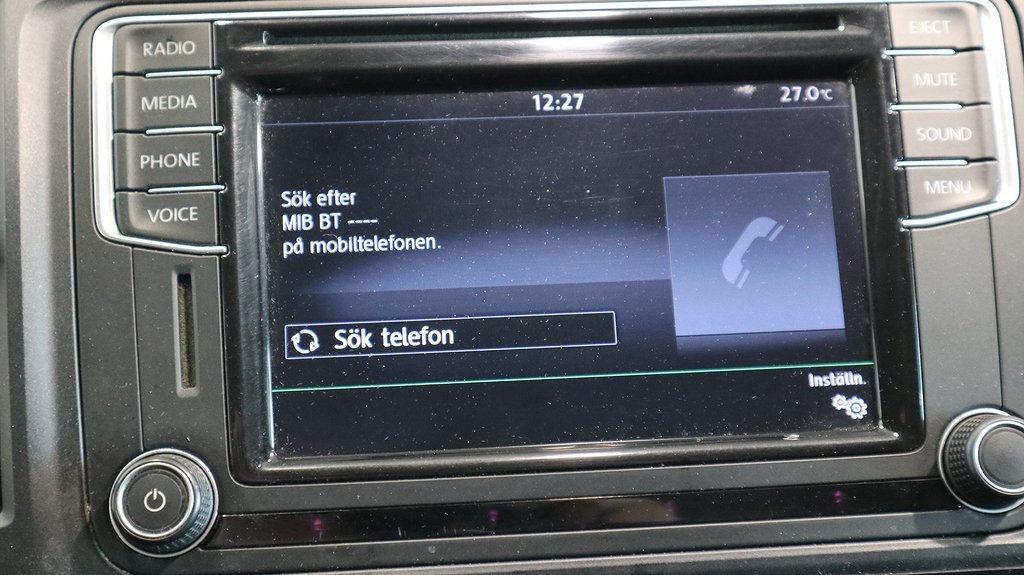 RADIO
MEDIA
PHONE
VOICE
12:27
27.0°C
Sök efter
MIB BT ----
på mobiltelefonen.
Sök telefon
Inställn.
EJECT
MUTE
SOUND
MENU